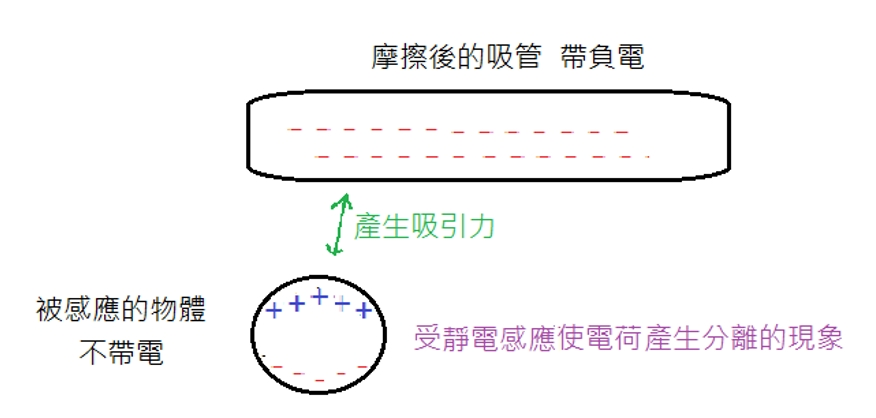 摩擦後的吸管 帶負電
產生吸引力
被感應的物體
不帶電
受靜電感應使電荷產生分離的現象